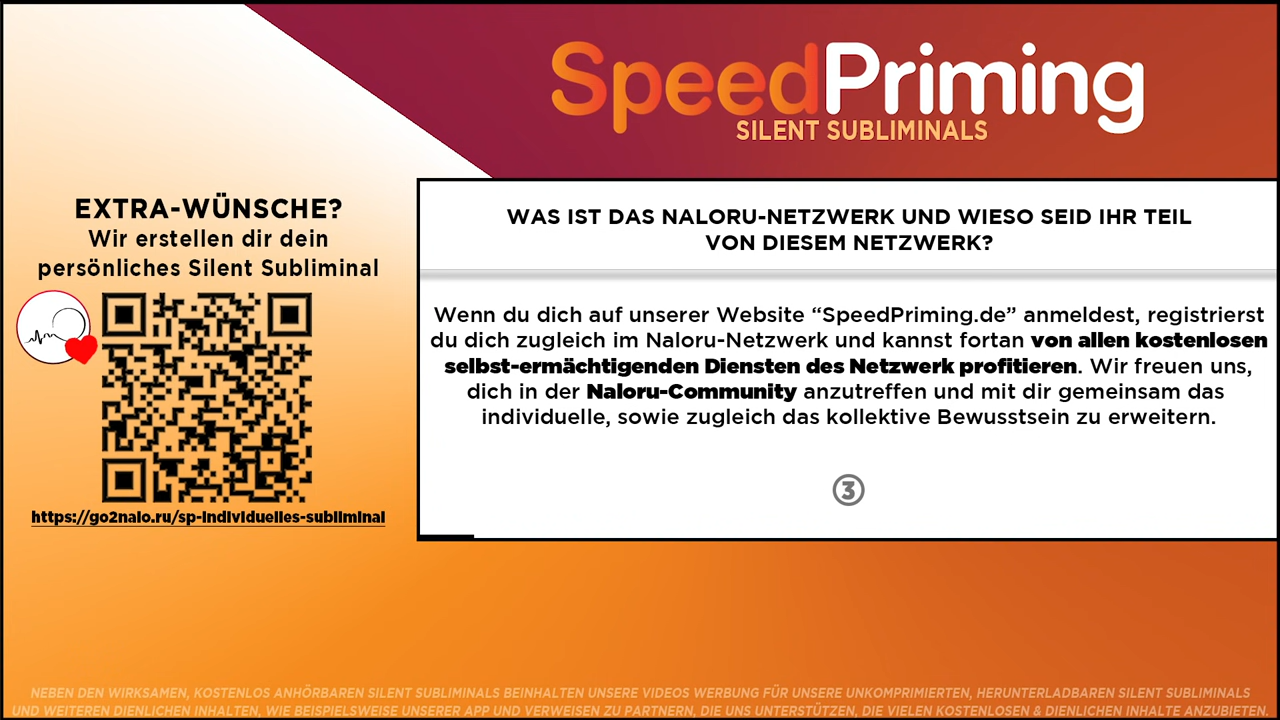 SpeedPriming
SILENT SUBLIMINALS
EXTRA-WÜNSCHE?
Wir erstellen dir dein
persönliches Silent Subliminal
https://go2nalo.ru/sp-individuelles-subliminal
WAS IST DAS NALORU-NETZWERK UND WIESO SEID IHR TEIL
VON DIESEM NETZWERK?
Wenn du dich auf unserer Website “SpeedPriming.de” anmeldest, registrierst
du dich zugleich im Naloru-Netzwerk und kannst fortan von allen kostenlosen
selbst-ermächtigenden Diensten des Netzwerk profitieren. Wir freuen uns,
dich in der Naloru-Community anzutreffen und mit dir gemeinsam das
individuelle, sowie zugleich das kollektive Bewusstsein zu erweitern.
③
NEBEN DEN WIRKSAMEN, KOSTENLOS ANHÖRBAREN SILENT SUBLIMINALS BEINHALTEN UNSERE VIDEOS WERBUNG FÜR UNSERE UNKOMPRIMIERTEN, HERUNTERLADBAREN SILENT SUBLIMINALS
UND WEITEREN DIENLICHEN INHALTEN, WIE BEISPIELSWEISE UNSERER APP UND VERWEISEN ZU PARTNERN, DIE UNS UNTERSTÜTZEN, DIE VIELEN KOSTENLOSEN & DIENLICHEN INHALTE ANZUBIETEN.